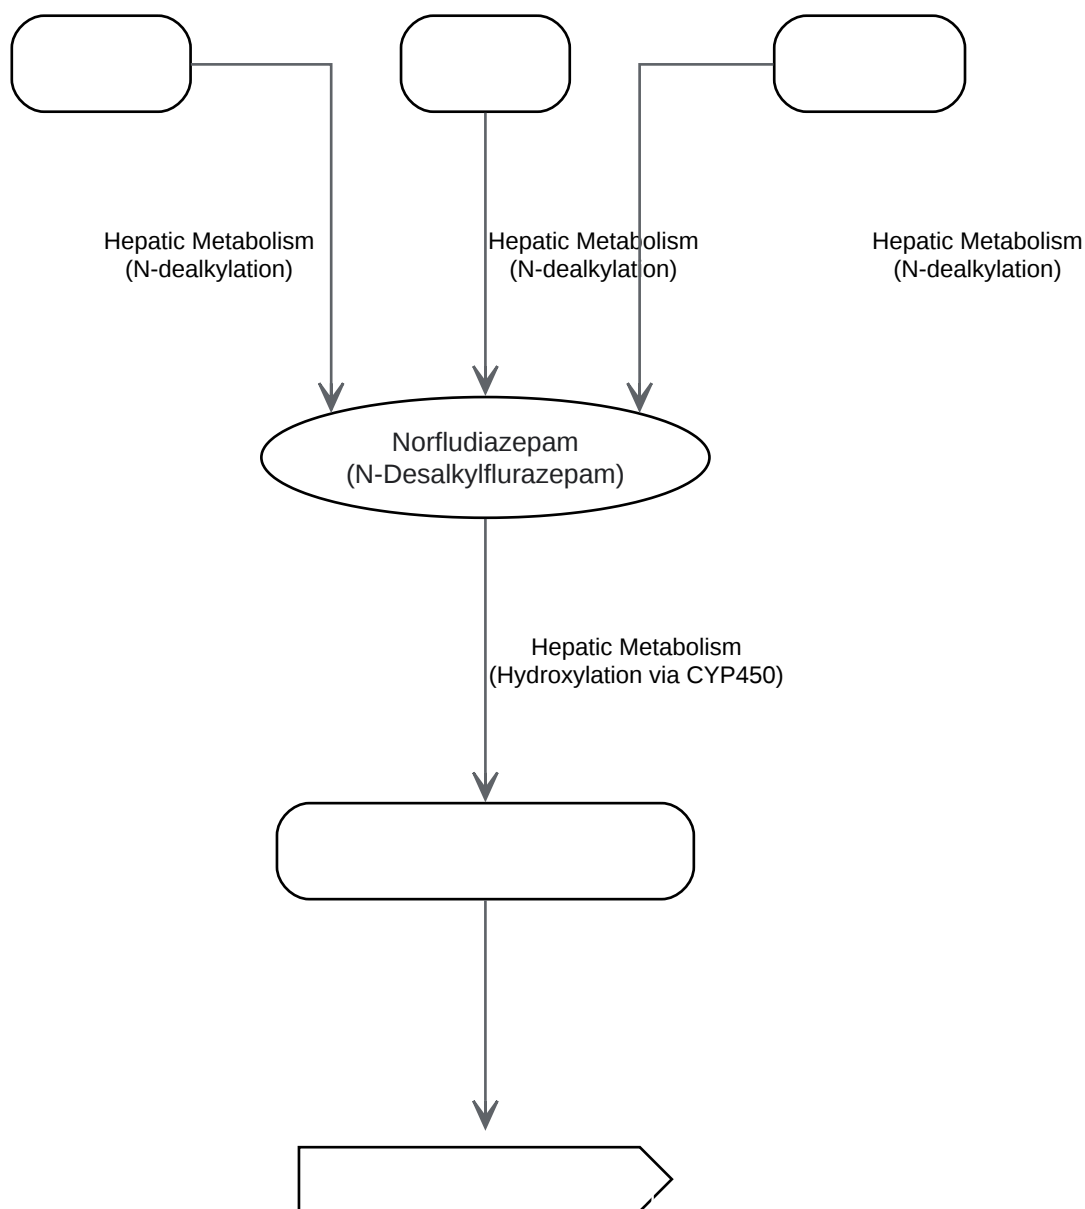 Hepatic Metabolism
(N-dealkylation)
Hepatic Metabolism
(N-dealkylation)
Hepatic Metabolism
(N-dealkylation)
Norfludiazepam
(N-Desalkylflurazepam)
Hepatic Metabolism
(Hydroxylation via CYP450)